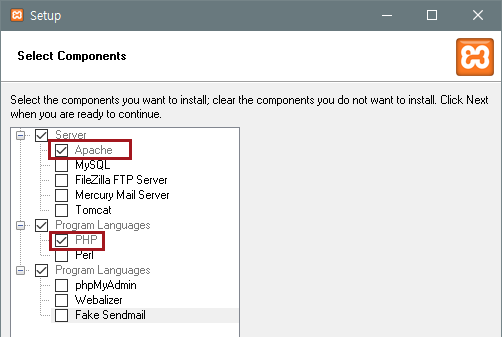 Setup
Select Components
Select the components you want to install; clear the components you do not want to install. Click Next
when you are ready to continue.
Server
Apache
MySQL
FileZilla FTP Server
Mercury Mail Server
Tomcat
Program Languages
PHP
Perl
Program Languages
phpMyAdmin
Webalizer
Fake Sendmail